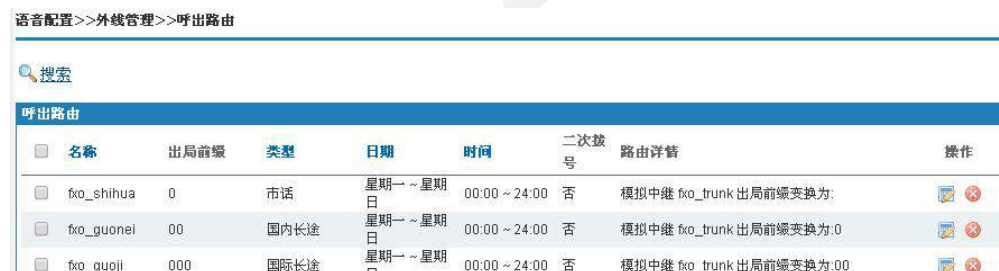 语音配置>>外线管理>>呼出路由
搜索
呼出路由
名称 出局前缀 类型 日期 时间 二次拨号 路由详情 操作
fxo_shihua 0 市话 星期一 ~ 星期日 00:00 ~ 24:00 否 模拟中继 fxo_trunk 出局前缀变换为:
fxo_guonei 00 国内长途 星期一 ~ 星期日 00:00 ~ 24:00 否 模拟中继 fxo_trunk 出局前缀变换为:0
fxo_guoji 000 国际长途 星期一 ~ 星期 00:00 ~ 24:00 否 模拟中继 fxo_trunk 出局前缀变换为:00